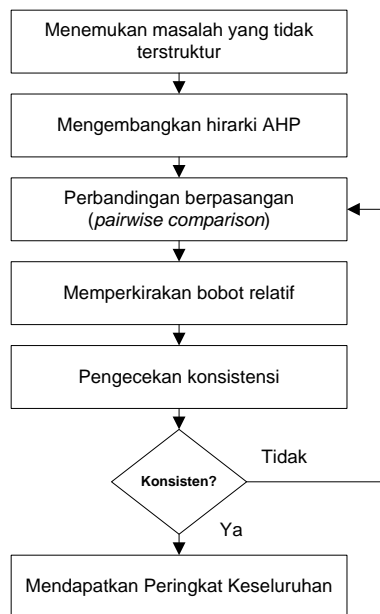 Menemukan masalah yang tidak
terstruktur
Mengembangkan hirarki AHP
Perbandingan berpasangan
(pairwise comparison)
Memperkirakan bobot relatif
Pengecekan konsistensi
Konsisten?
Tidak
Ya
Mendapatkan Peringkat Keseluruhan